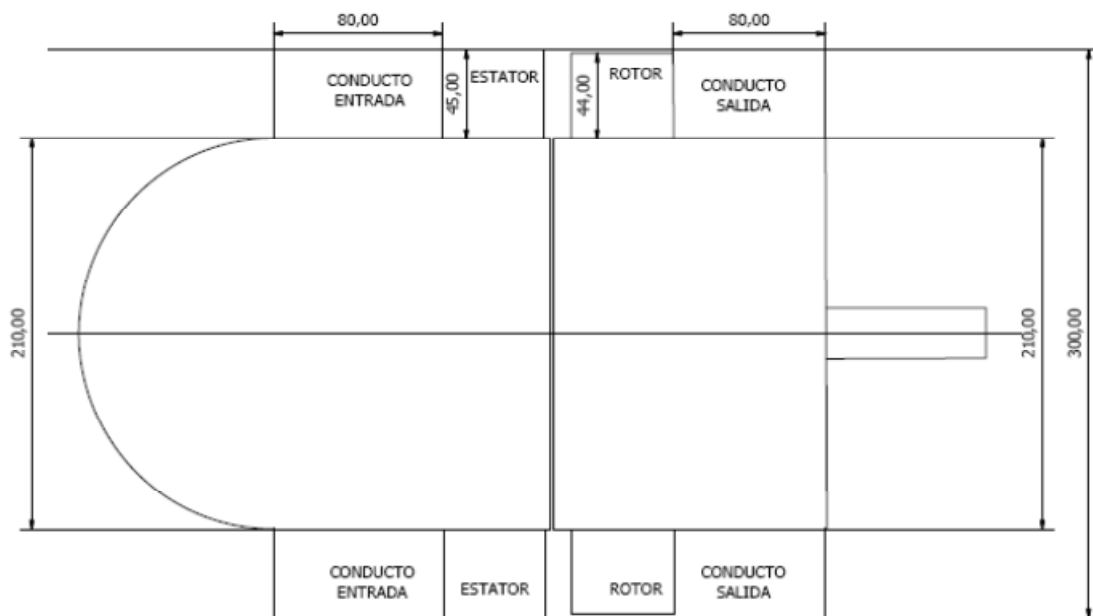 80,00
80,00
CONDUCTO
ENTRADA
45,00
ESTATOR
44,00
ROTOR
CONDUCTO
SALIDA
210,00
210,00
300,00
CONDUCTO
ENTRADA
ESTATOR
ROTOR
CONDUCTO
SALIDA